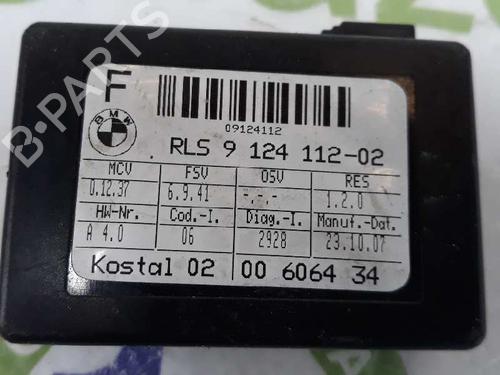 F
BMW
09124112
RLS 9 124 112-02
MCV FSV OSV RES
0.12.37 6.9.41 -.-.- 1.2.0
HW-Nr. Cod.-I. Diag.-I. Manuf.-Dat.
A 4.0 06 2928 23.10.07
Kostal 02 00 6064 34
B-PARTS